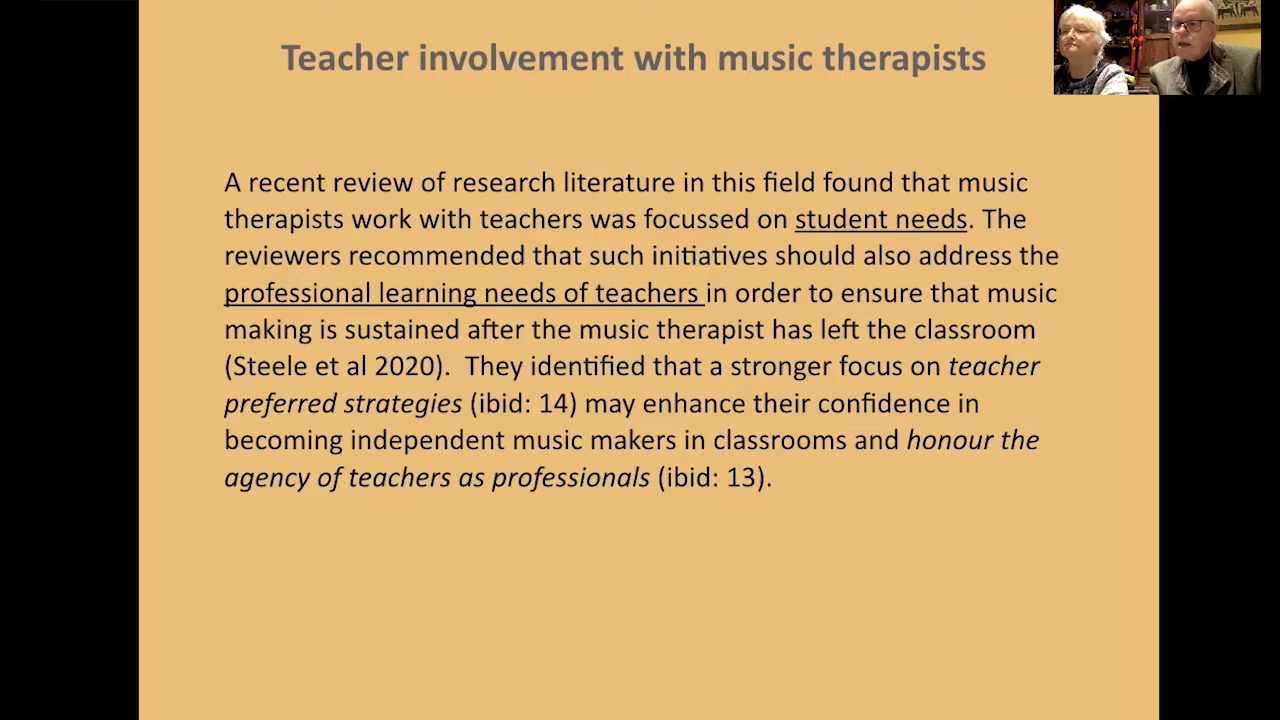 Teacher involvement with music therapists
A recent review of research literature in this field found that music
therapists work with teachers was focussed on student needs. The
reviewers recommended that such initiatives should also address the
professional learning needs of teachers in order to ensure that music
making is sustained after the music therapist has left the classroom
(Steele et al 2020).  They identified that a stronger focus on teacher
preferred strategies (ibid: 14) may enhance their confidence in
becoming independent music makers in classrooms and honour the
agency of teachers as professionals (ibid: 13).